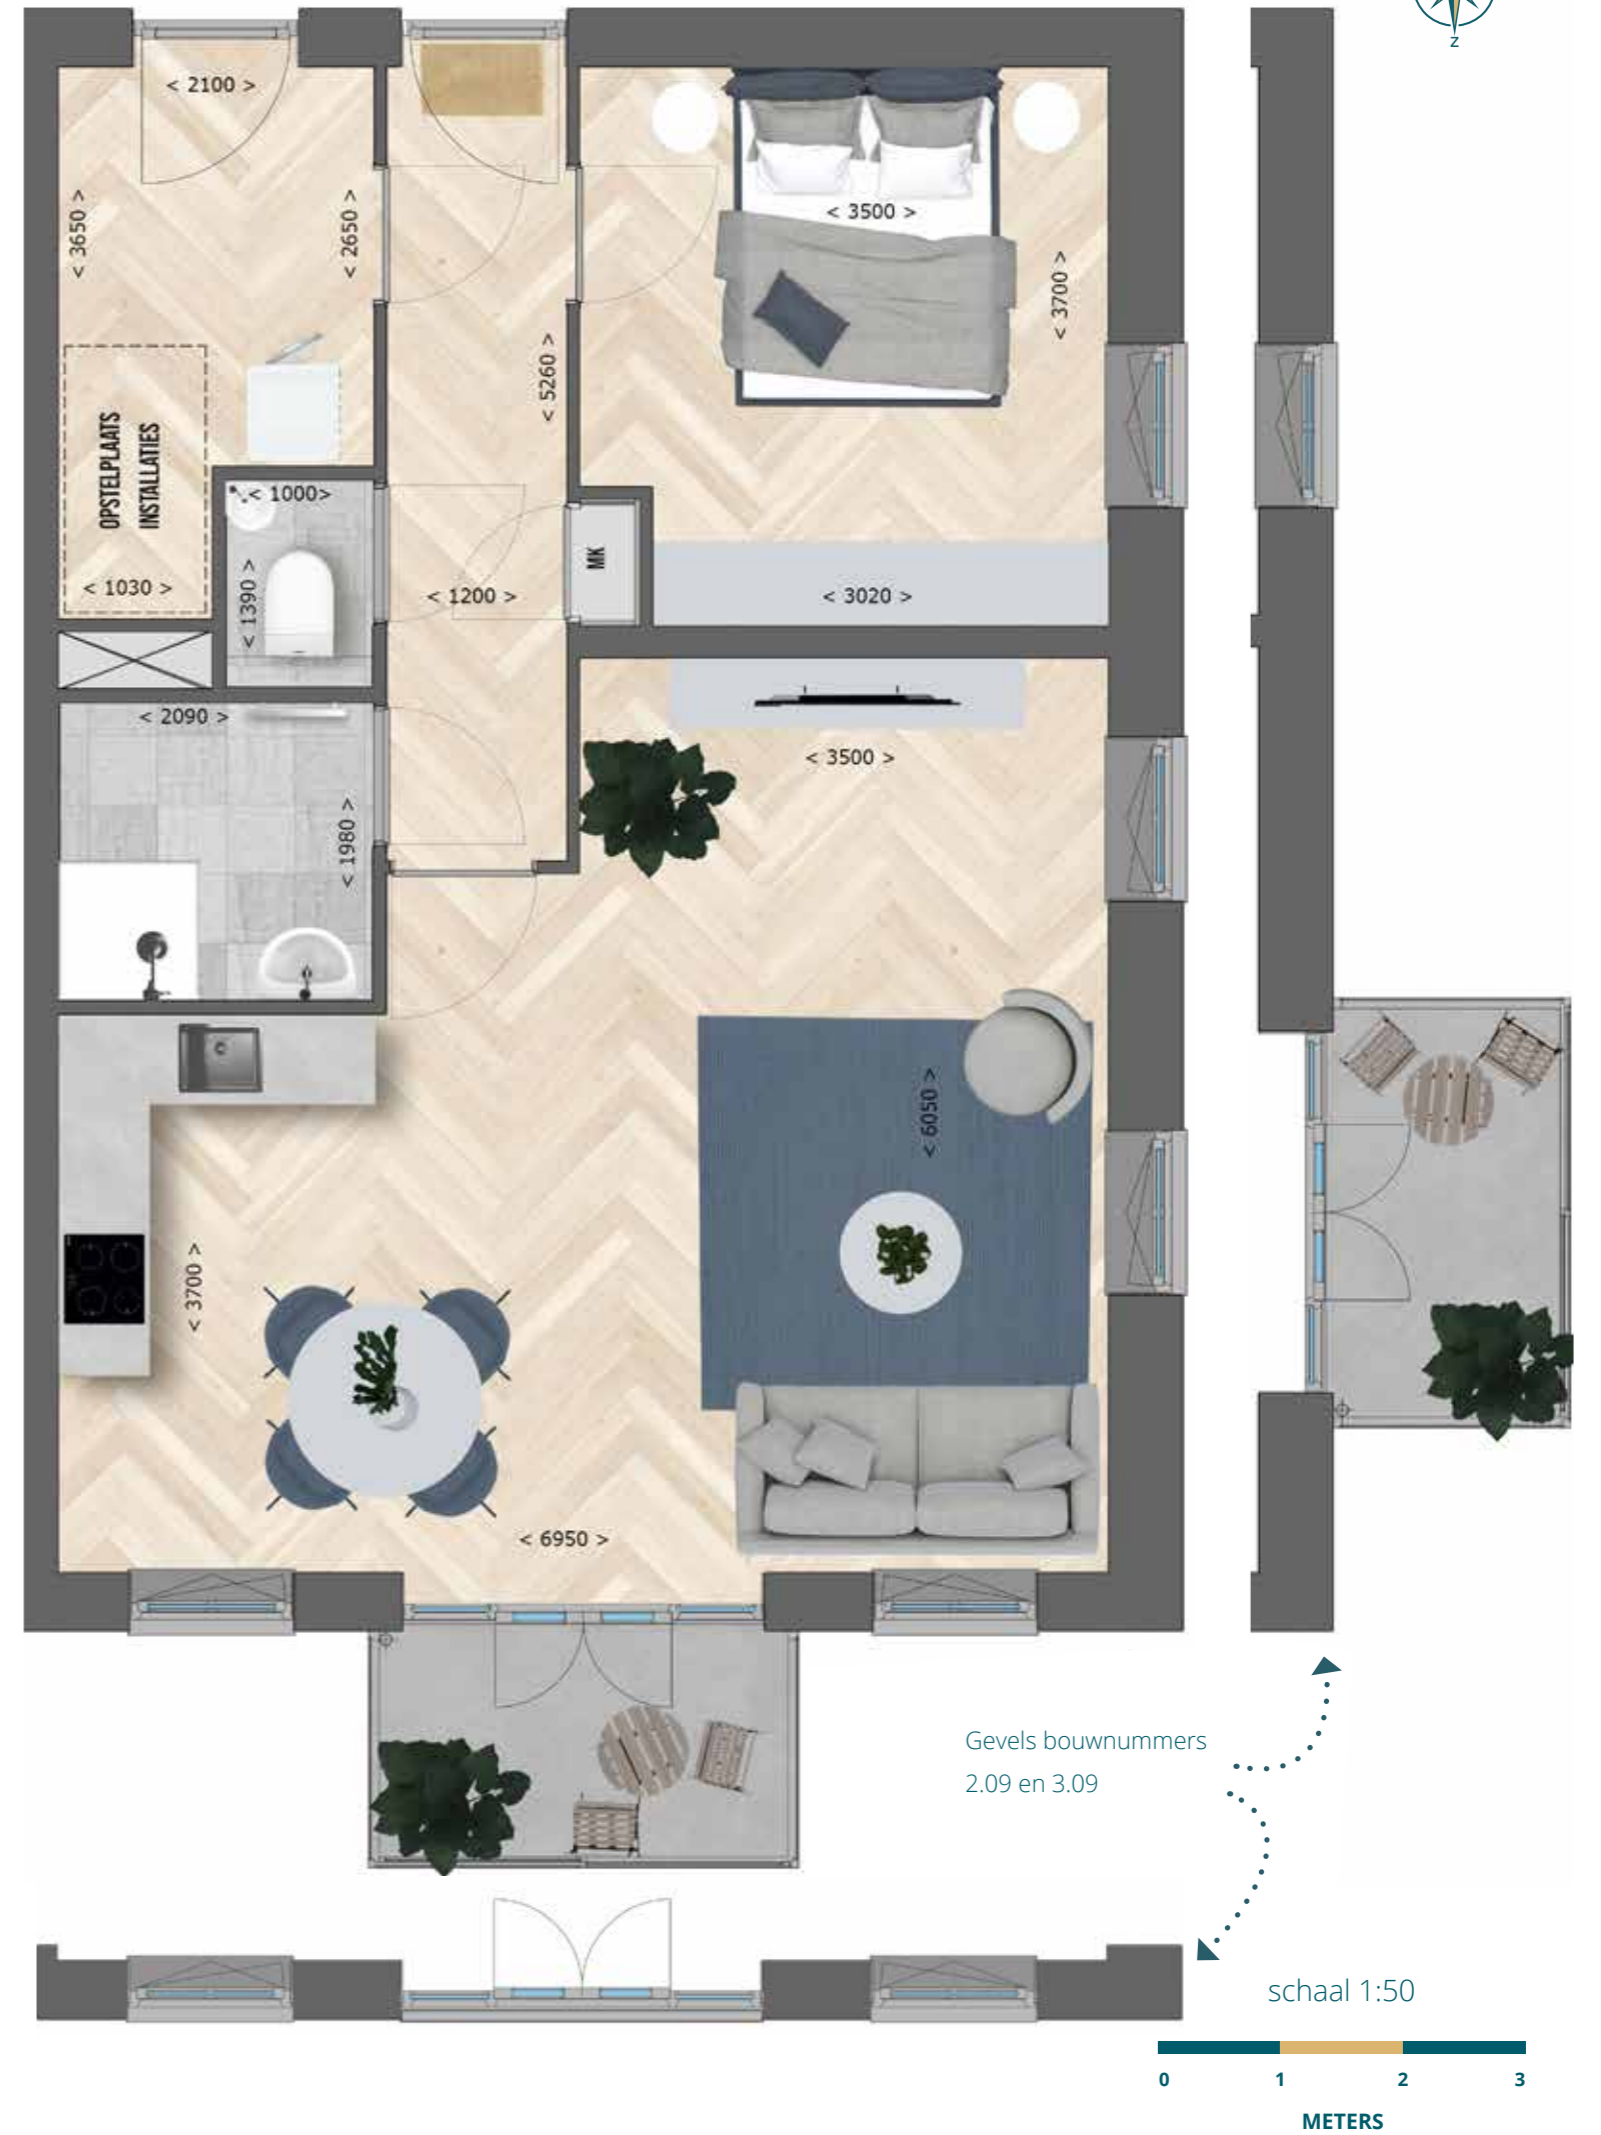 Z
< 2100 >
< 3650 >
< 2650 >
< 3500 >
< 3700 >
< 5260 >
OPSTELPLAATS
INSTALLATIES
< 1000>
MK
< 1390 >
< 1030 >
< 1200 >
< 3020 >
< 2090 >
< 3500 >
< 1980 >
< 6050 >
< 3700 >
< 6950 >
Gevels bouwnummers
2.09 en 3.09
schaal 1:50
0 1 2 3
METERS